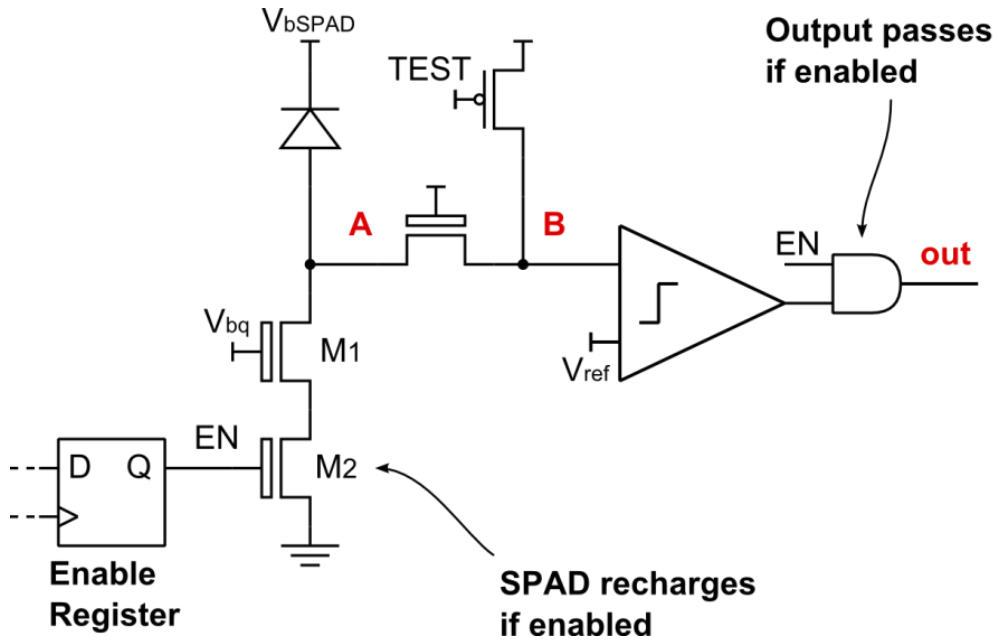 VbSPAD
Output passes
if enabled
TEST
A
B
EN
out
Vbq
M1
Vref
EN
D Q
M2
Enable
Register
SPAD recharges
if enabled